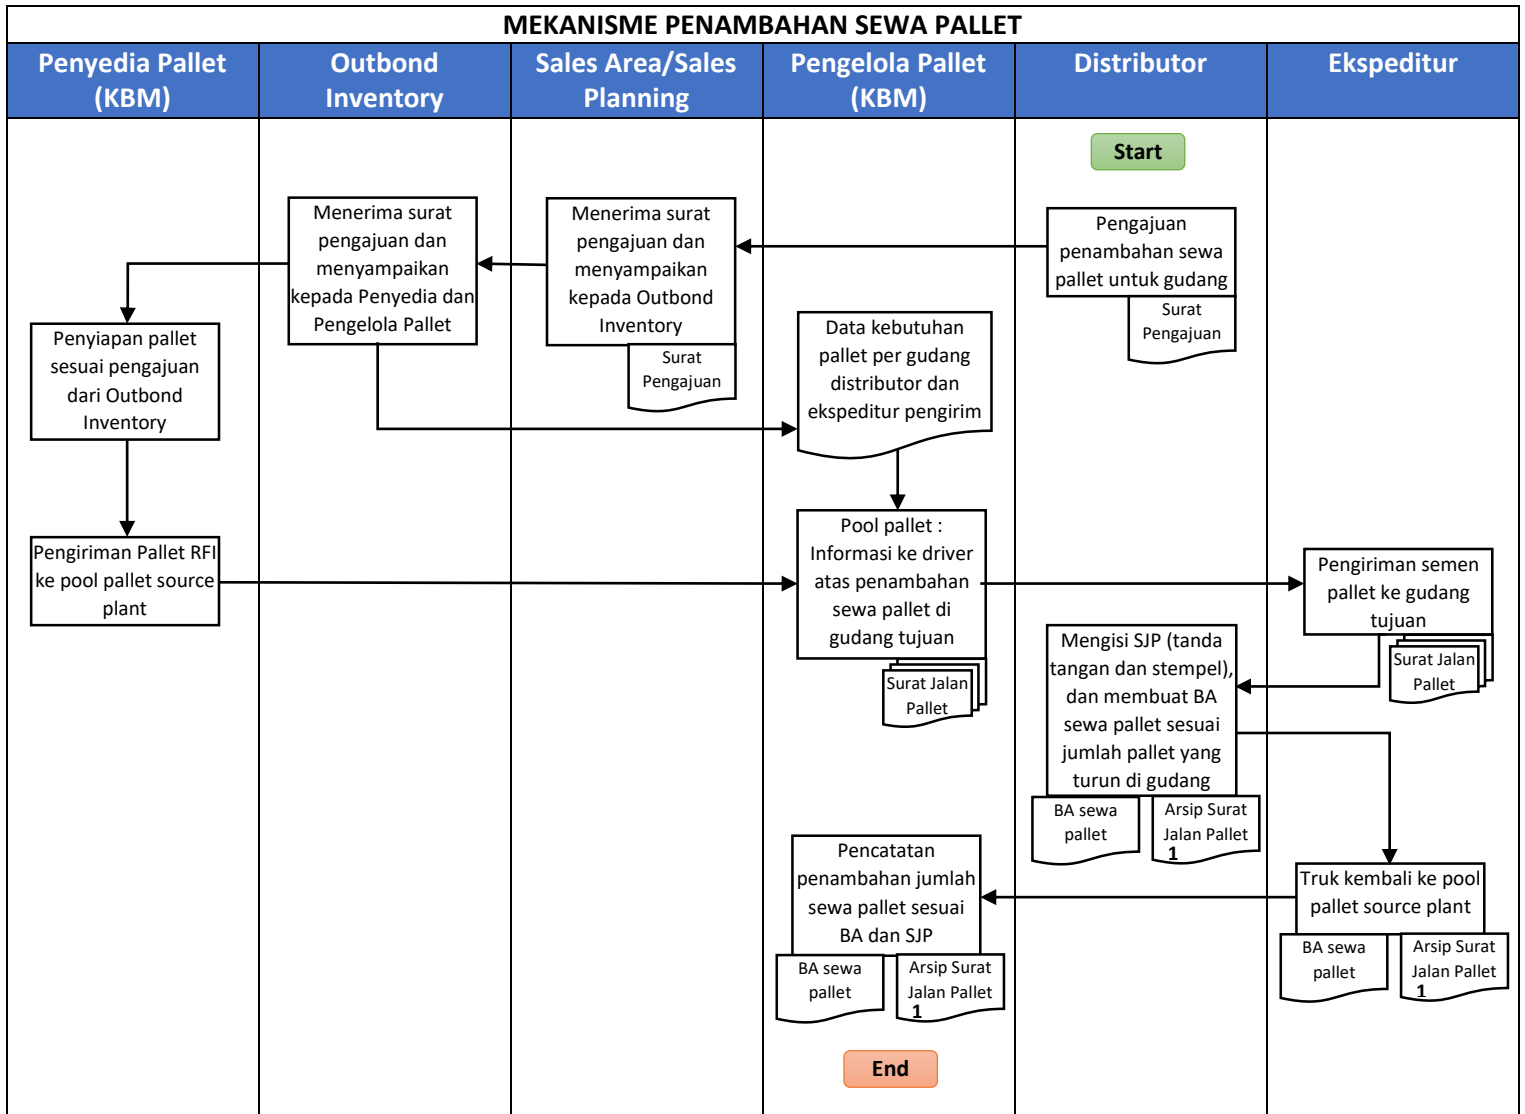 MEKANISME PENAMBAHAN SEWA PALLET
Penyedia Pallet
(KBM)
Outbond
Inventory
Sales Area/Sales
Planning
Pengelola Pallet
(KBM)
Distributor
Ekspeditur
Start
Pengajuan
penambahan sewa
pallet untuk gudang
Surat
Pengajuan
Menerima surat
pengajuan dan
menyampaikan
kepada Outbond
Inventory
Surat
Pengajuan
Menerima surat
pengajuan dan
menyampaikan
kepada Penyedia dan
Pengelola Pallet
Penyiapan pallet
sesuai pengajuan
dari Outbond
Inventory
Data kebutuhan
pallet per gudang
distributor dan
ekspeditur pengirim
Pengiriman Pallet RFI
ke pool pallet source
plant
Pool pallet :
Informasi ke driver
atas penambahan
sewa pallet di
gudang tujuan
Surat Jalan
Pallet
Pengiriman semen
pallet ke gudang
tujuan
Surat Jalan
Pallet
Mengisi SJP (tanda
tangan dan stempel),
dan membuat BA
sewa pallet sesuai
jumlah pallet yang
turun di gudang
BA sewa
pallet
Arsip Surat
Jalan Pallet
1
Truk kembali ke pool
pallet source plant
BA sewa
pallet
Arsip Surat
Jalan Pallet
1
Pencatatan
penambahan jumlah
sewa pallet sesuai
BA dan SJP
BA sewa
pallet
Arsip Surat
Jalan Pallet
1
End